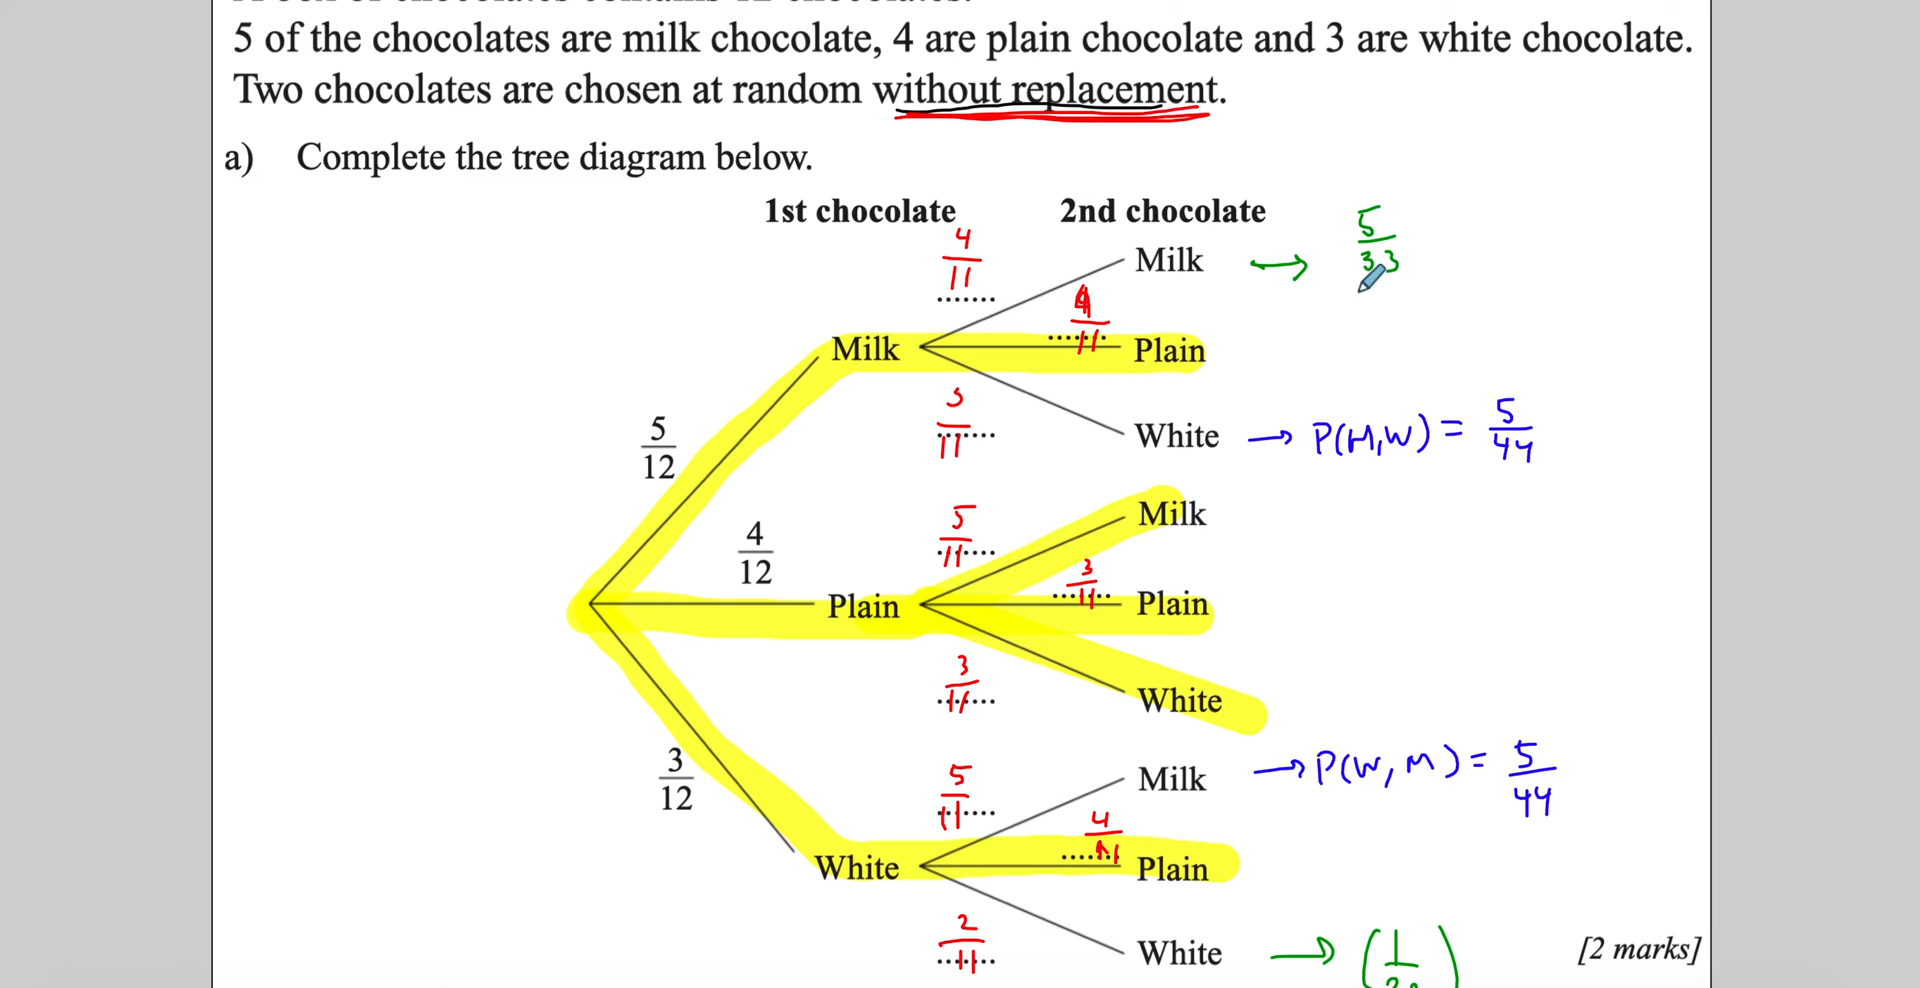 5 of the chocolates are milk chocolate, 4 are plain chocolate and 3 are white chocolate.
Two chocolates are chosen at random without replacement.
a) Complete the tree diagram below.
1st chocolate 2nd chocolate
4/11 Milk → 5/33
Milk 4/11 Plain
3/11 White → P(M,W) = 5/44
5/12
5/11 Milk
4/12
Plain 3/11 Plain
3/11 White
3/12
5/11 Milk → P(W,M) = 5/44
White 4/11 Plain
2/11 White → [2 marks]